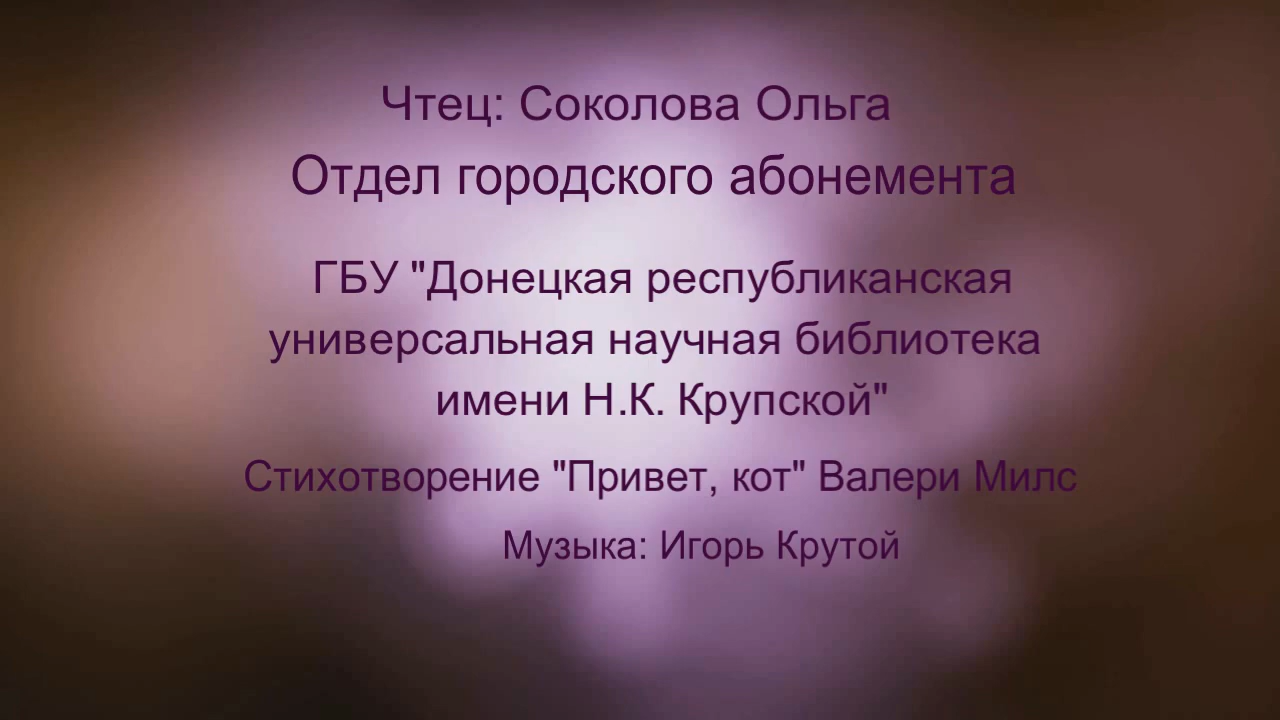 Чтец: Соколова Ольга
Отдел городского абонемента
ГБУ "Донецкая республиканская
универсальная научная библиотека
имени Н.К. Крупской"
Стихотворение "Привет, кот" Валери Милс
Музыка: Игорь Крутой